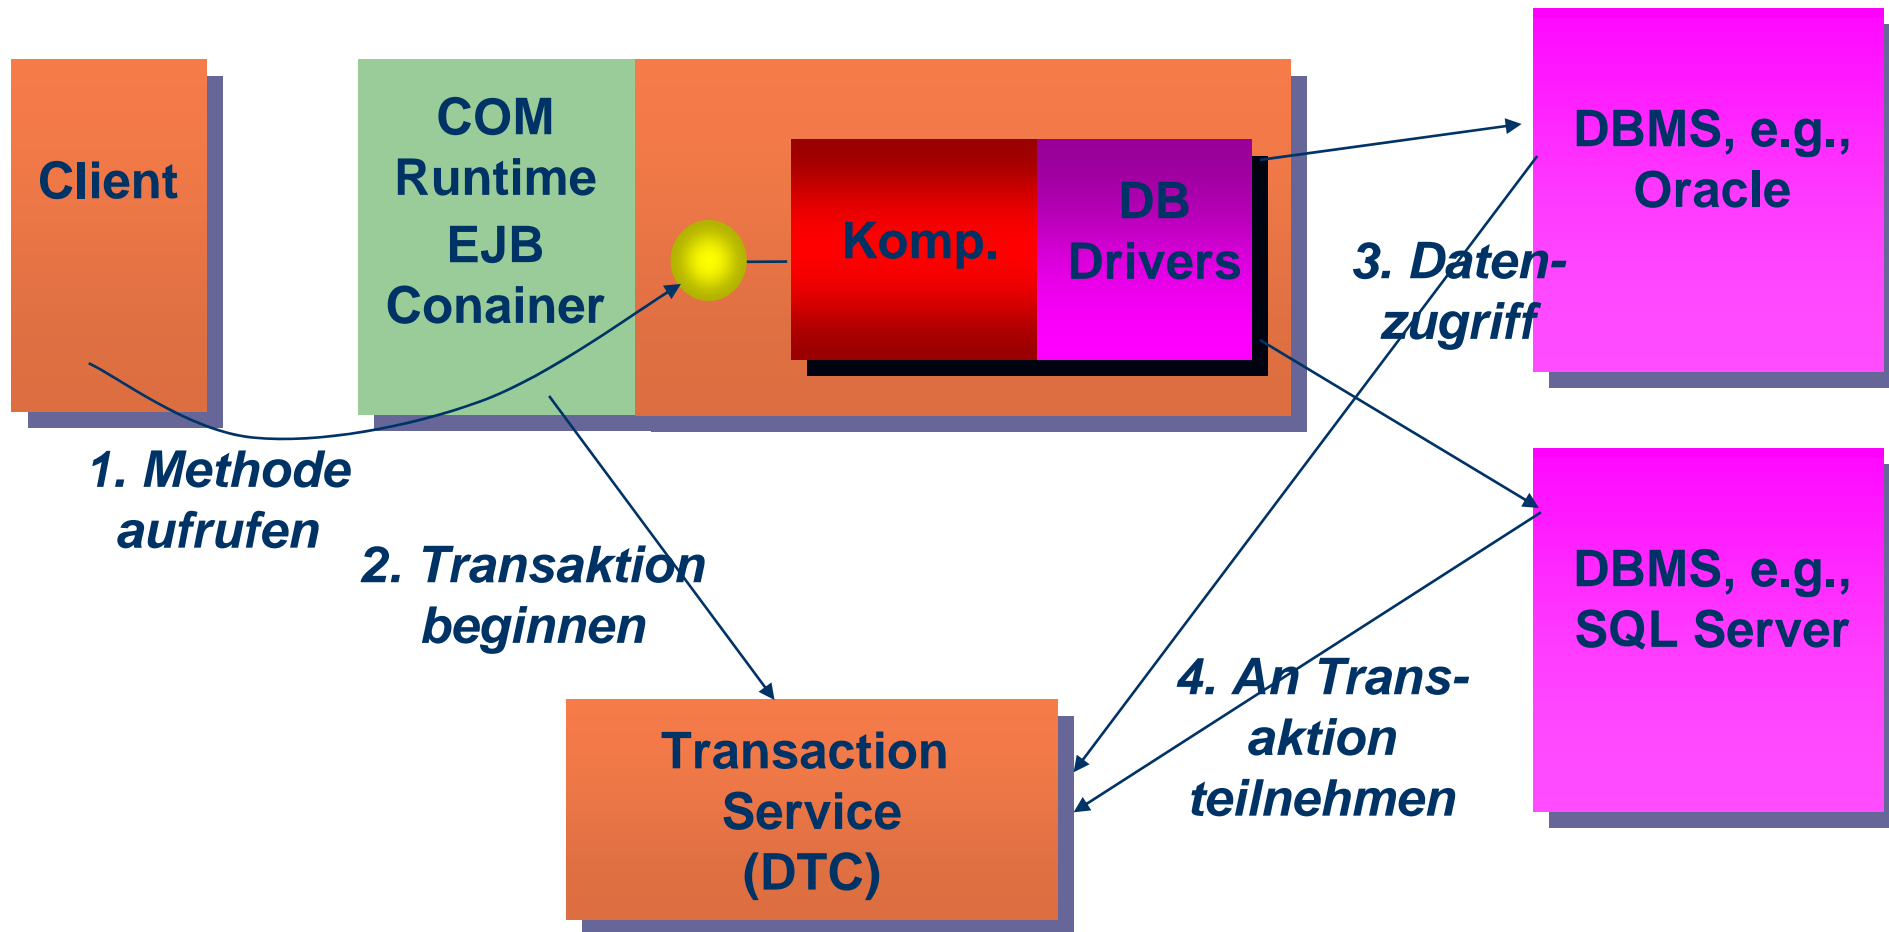 Client
COM
Runtime
EJB
Conainer
Komp.
DB
Drivers
DBMS, e.g.,
Oracle
3. Daten-
zugriff
1. Methode
aufrufen
2. Transaktion
beginnen
DBMS, e.g.,
SQL Server
4. An Trans-
aktion
teilnehmen
Transaction
Service
(DTC)